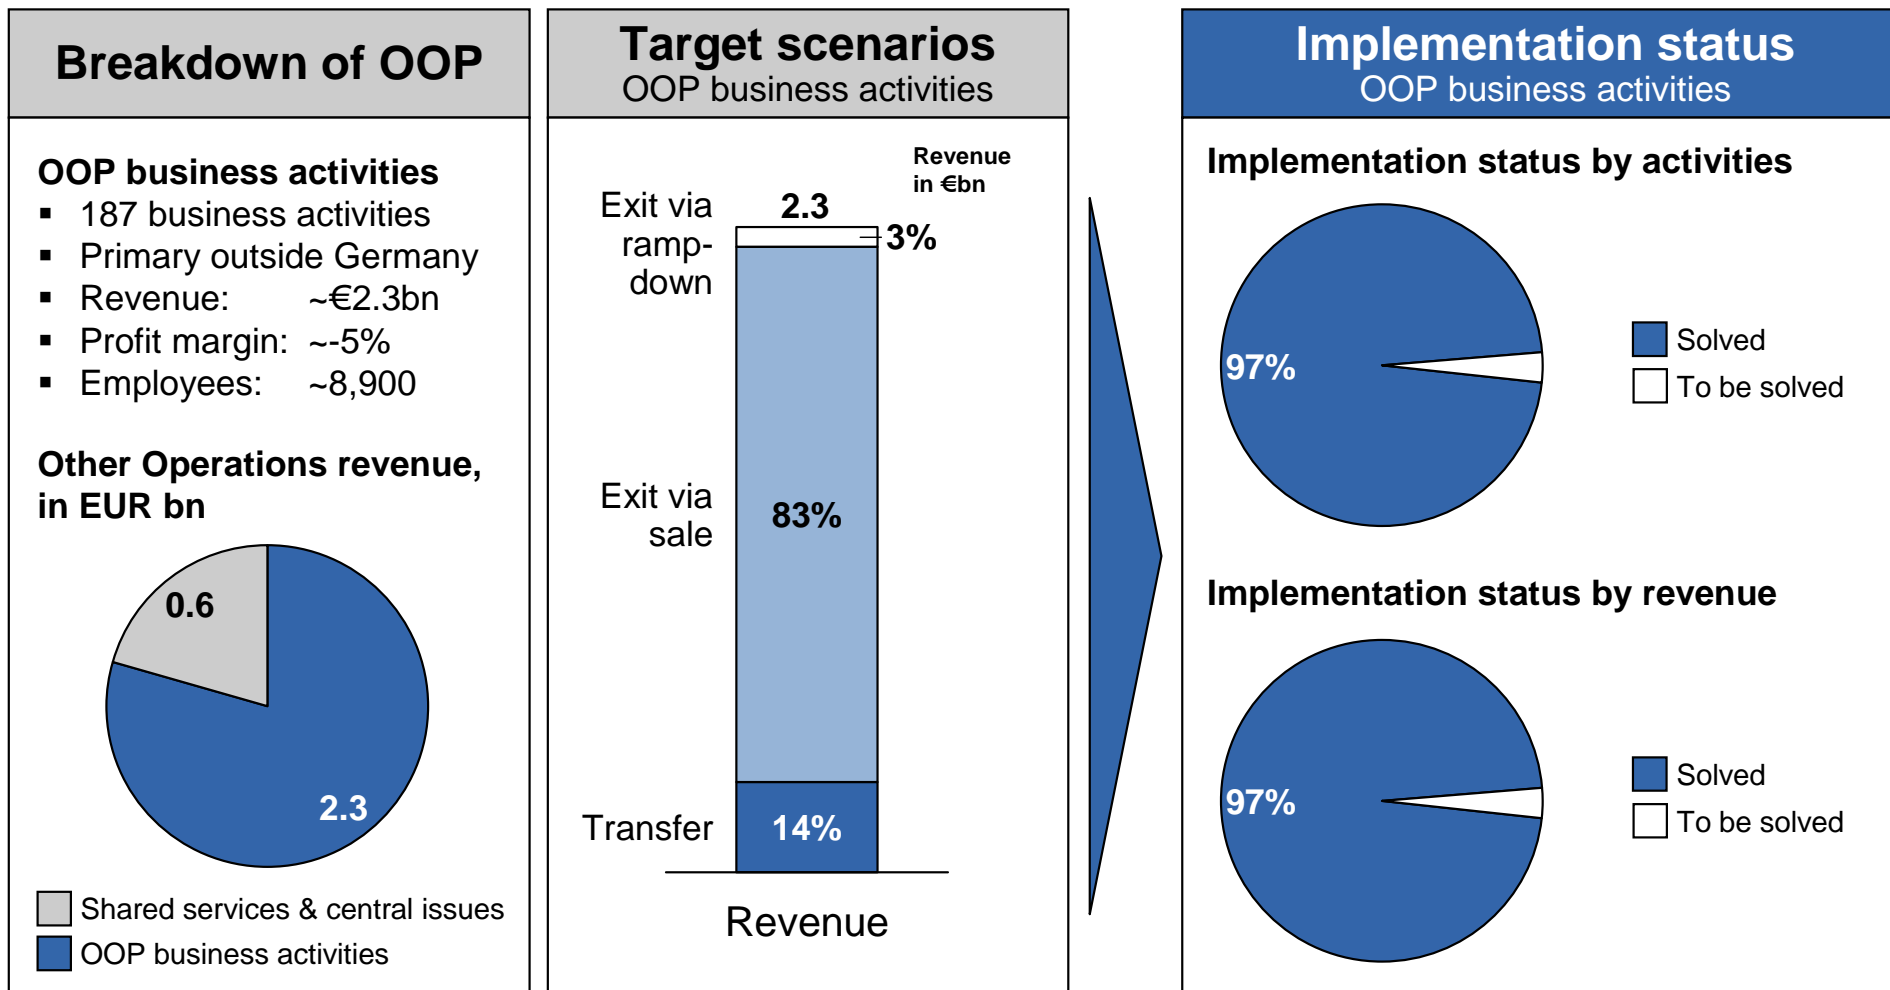 Breakdown of OOP
OOP business activities
▪ 187 business activities
▪ Primary outside Germany
▪ Revenue: ~€2.3bn
▪ Profit margin: ~-5%
▪ Employees: ~8,900
Other Operations revenue,
in EUR bn
0.6
2.3
Shared services & central issues
OOP business activities
Target scenarios
OOP business activities
Revenue
in €bn
2.3
Exit via
ramp-
down
3%
Exit via
sale
83%
Transfer
14%
Revenue
Implementation status
OOP business activities
Implementation status by activities
97%
Solved
To be solved
Implementation status by revenue
97%
Solved
To be solved